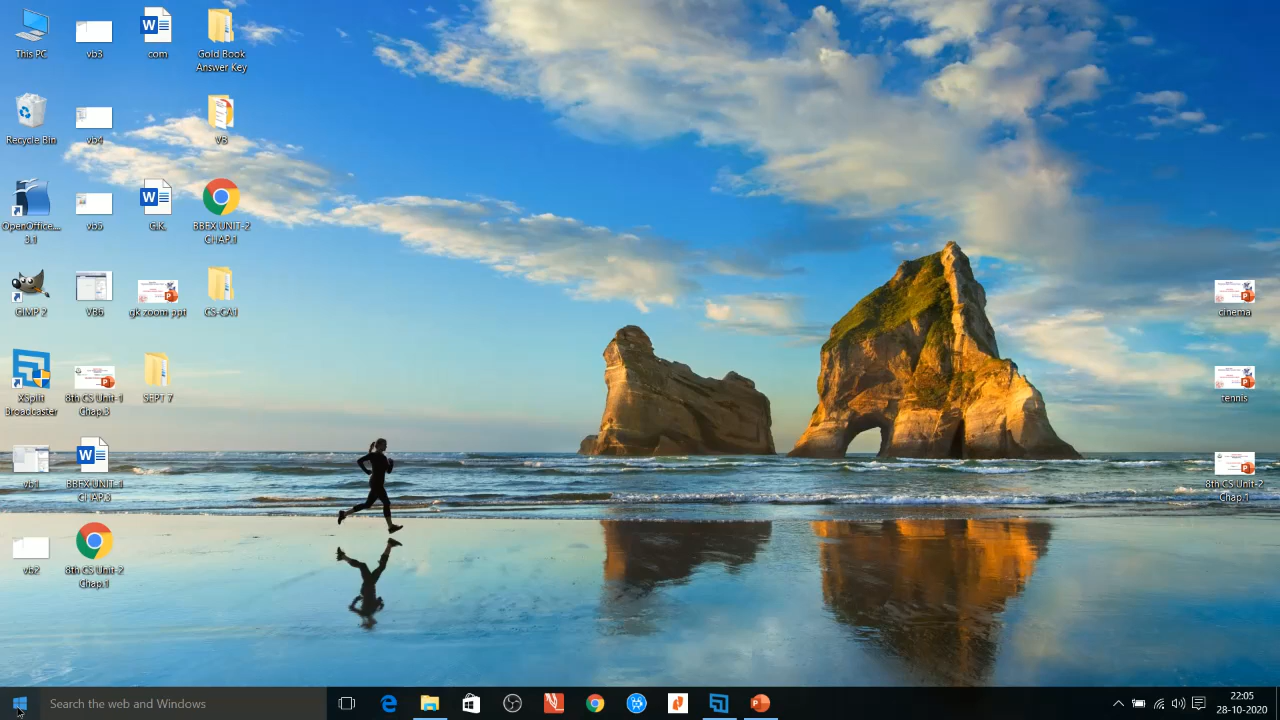 This PC
vb3
com
Gold Book
Answer Key
Recycle Bin
vb4
VB
OpenOffice....
3.1
vb5
G.K.
BBEX UNIT-2
CHAP.1
GIMP 2
VB6
gk zoom ppt
CS-CA1
XSplit
Broadcaster
8th CS Unit-1
Chap.3
SEPT 7
vb1
BBEX UNIT-1
CHAP.3
vb2
8th CS Unit-2
Chap.1
cinema
tennis
8th CS Unit-2
Chap.1
Search the web and Windows
22:05
28-10-2020